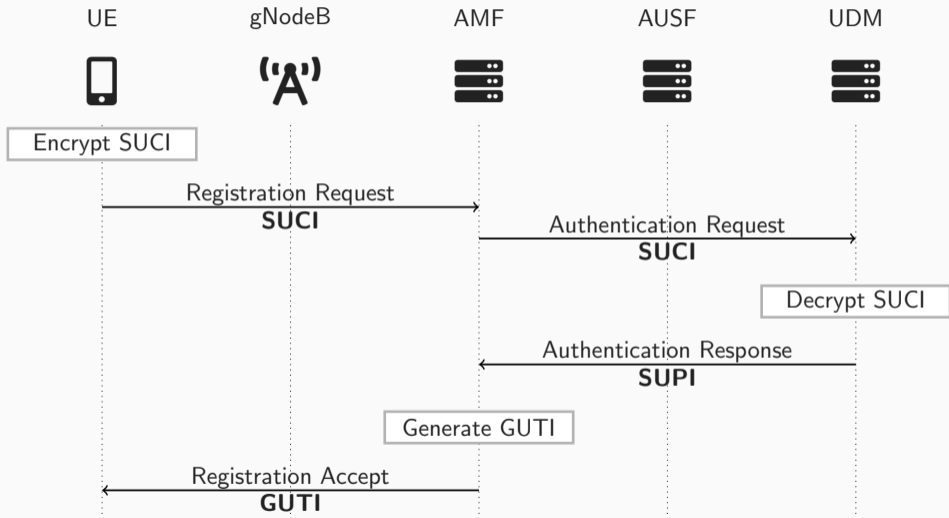 UE gNodeB AMF AUSF UDM
Encrypt SUCI
Registration Request
SUCI
Authentication Request
SUCI
Decrypt SUCI
Authentication Response
SUPI
Generate GUTI
Registration Accept
GUTI